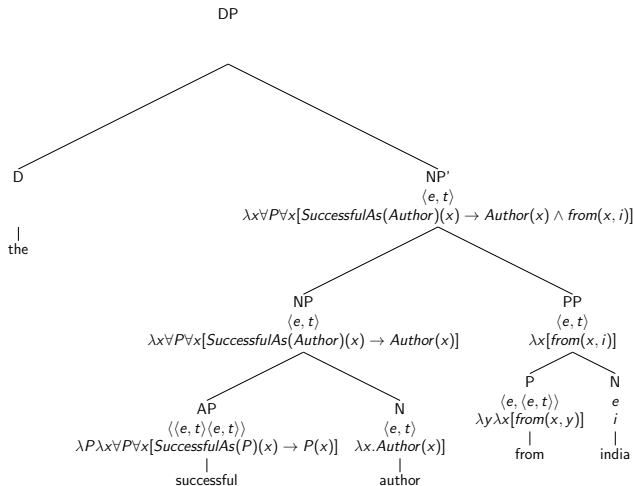 DP
D
the
NP'
⟨e, t⟩
λx∀P∀x[SuccessfulAs(Author)(x) → Author(x) ∧ from(x, i)]
NP
⟨e, t⟩
λx∀P∀x[SuccessfulAs(Author)(x) → Author(x)]
PP
⟨e, t⟩
λx[from(x, i)]
AP
⟨⟨e, t⟩⟨e, t⟩⟩
λPλx∀P∀x[SuccessfulAs(P)(x) → P(x)]
successful
N
⟨e, t⟩
λx.Author(x)]
author
P
⟨e, ⟨e, t⟩⟩
λyλx[from(x, y)]
from
N
e
i
india